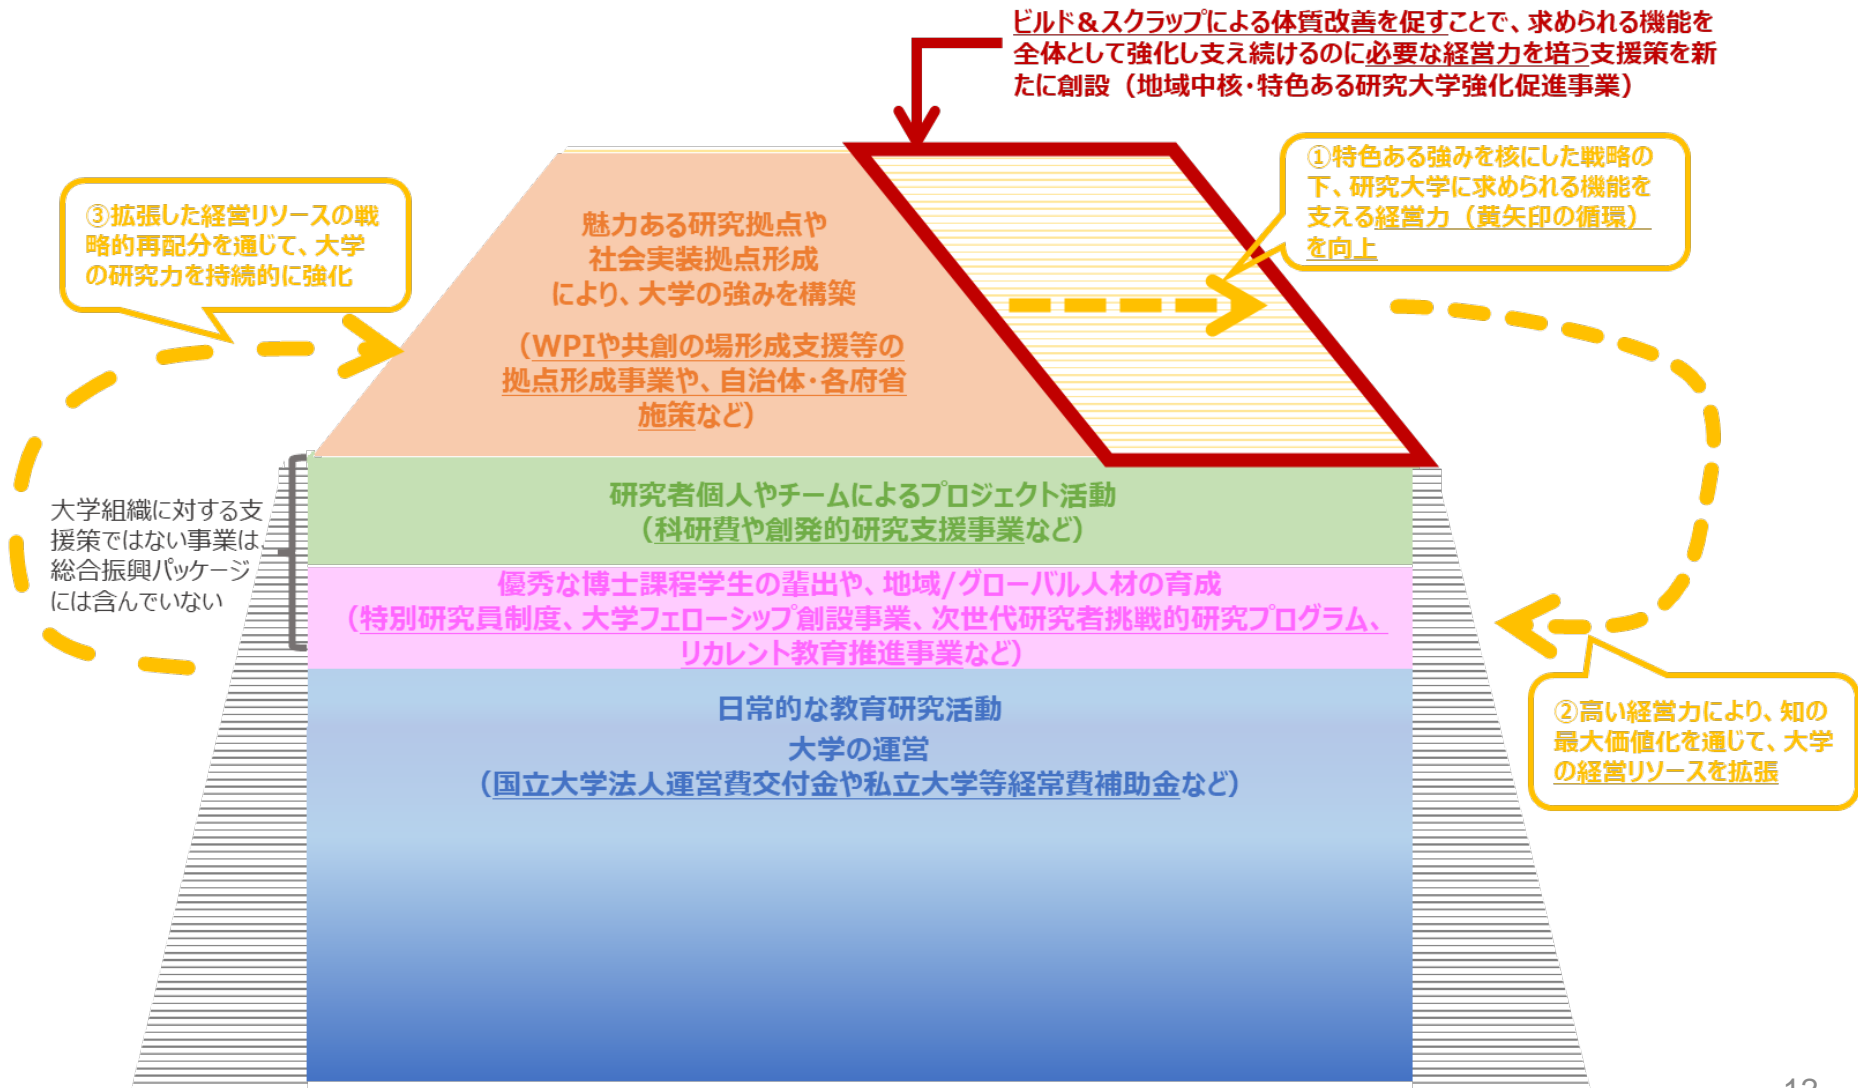 ビルド＆スクラップによる体質改善を促すことで、求められる機能を
全体として強化し支え続けるのに必要な経営力を培う支援策を新
たに創設（地域中核・特色ある研究大学強化促進事業）
①特色ある強みを核にした戦略の
下、研究大学に求められる機能を
支える経営力（黄矢印の循環）
を向上
③拡張した経営リソースの戦
略的再配分を通じて、大学
の研究力を持続的に強化
魅力ある研究拠点や
社会実装拠点形成
により、大学の強みを構築
（WPIや共創の場形成支援等の
拠点形成事業や、自治体・各府省
施策など）
大学組織に対する支
援策ではない事業は、
総合振興パッケージ
には含んでいない
研究者個人やチームによるプロジェクト活動
（科研費や創発的研究支援事業など）
優秀な博士課程学生の輩出や、地域/グローバル人材の育成
（特別研究員制度、大学フェローシップ創設事業、次世代研究者挑戦的研究プログラム、
リカレント教育推進事業など）
②高い経営力により、知の
最大価値化を通じて、大学
の経営リソースを拡張
日常的な教育研究活動
大学の運営
（国立大学法人運営費交付金や私立大学等経常費補助金など）